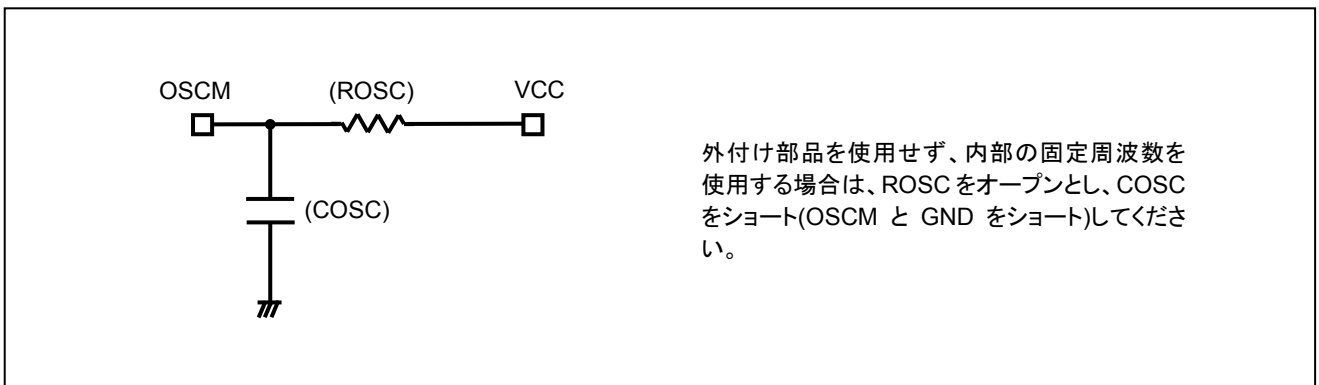 OSCM (ROSC) VCC
(COSC)
外付け部品を使用せず、内部の固定周波数を
使用する場合は、ROSC をオープンとし、COSC
をショート(OSCM と GND をショート)してくださ
い。